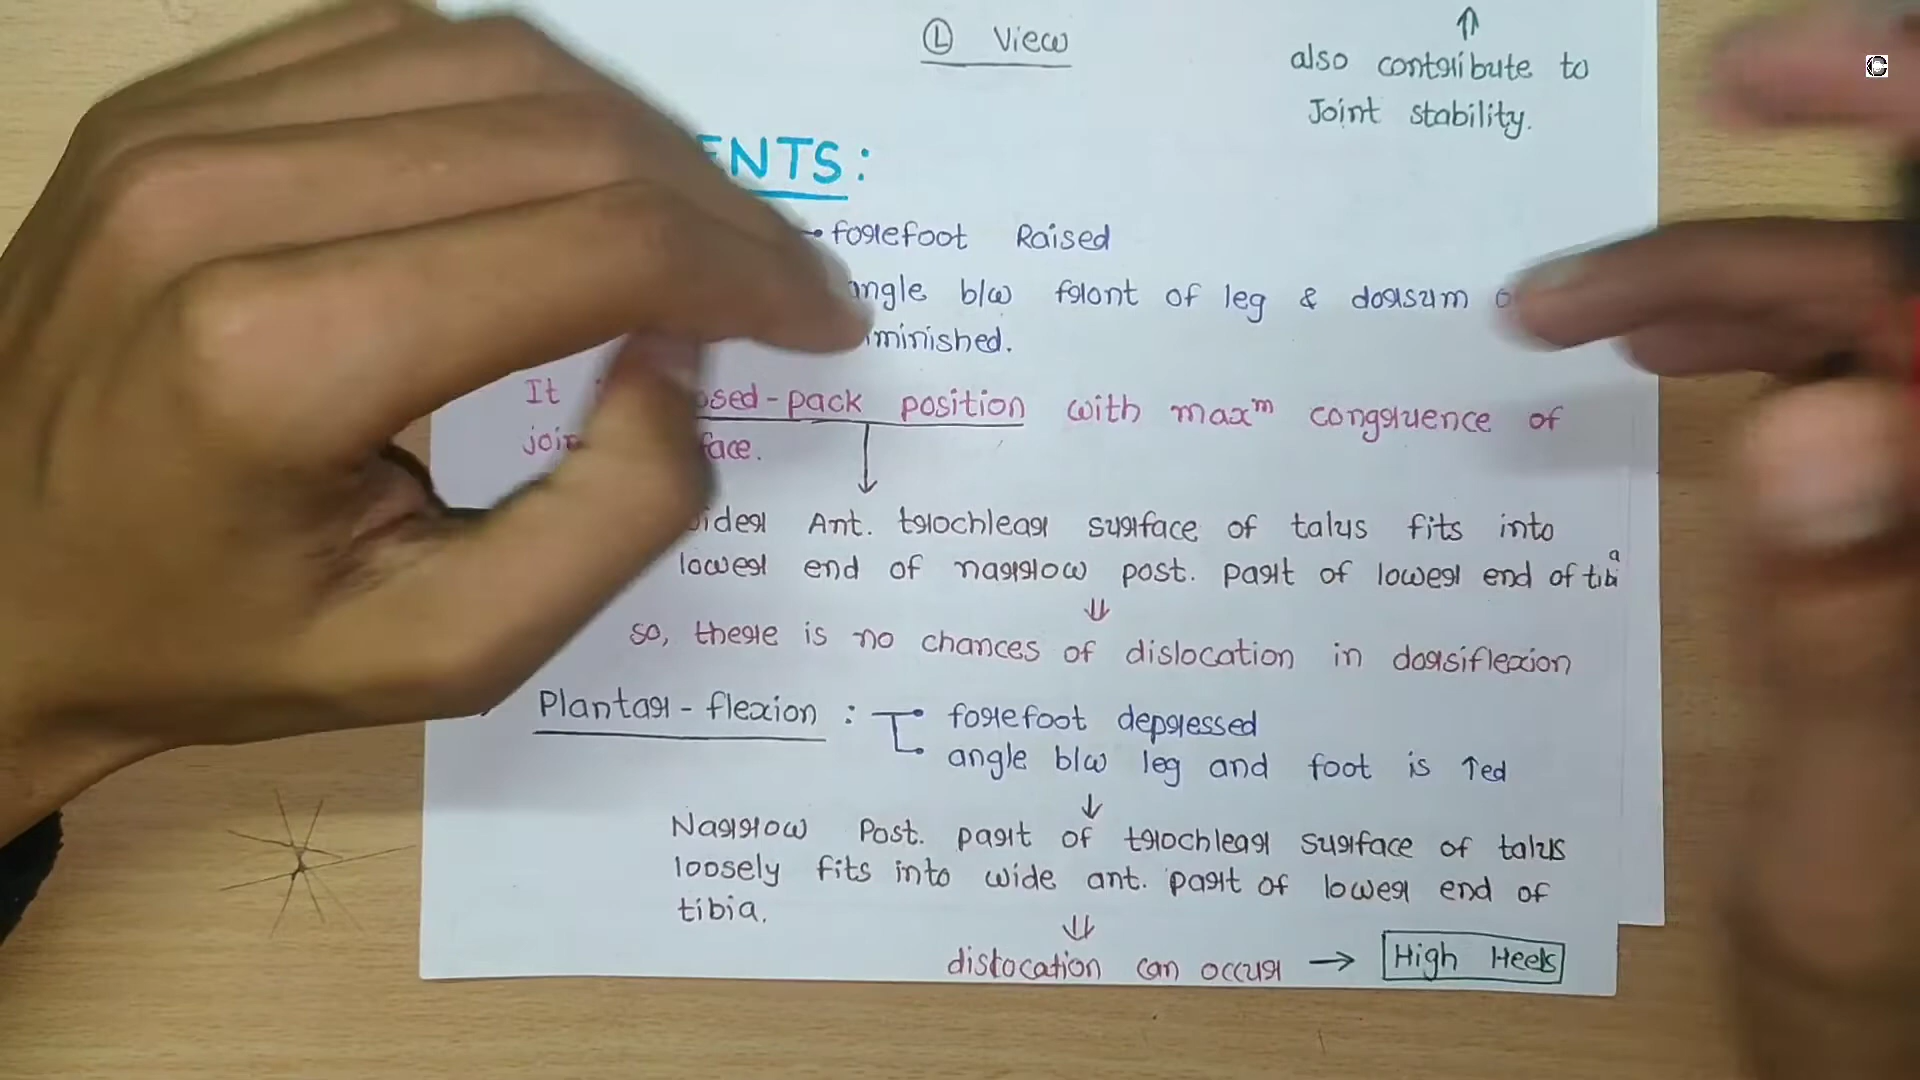 Ⓛ View
also contribute to
Joint stability.
ENTS:
forefoot Raised
angle b/w front of leg & dorsum
minished.
It closed-pack position with maxᵐ congruence of
face.
wider Ant. trochlear surface of talus fits into
lower end of narrow post. part of lower end of tibia
so, there is no chances of dislocation in dorsiflexion
Plantar-flexion : forefoot depressed
angle b/w leg and foot is ↑ed
Narrow Post. part of trochlear surface of talus
loosely fits into wide ant. part of lower end of
tibia.
dislocation can occur → High Heels